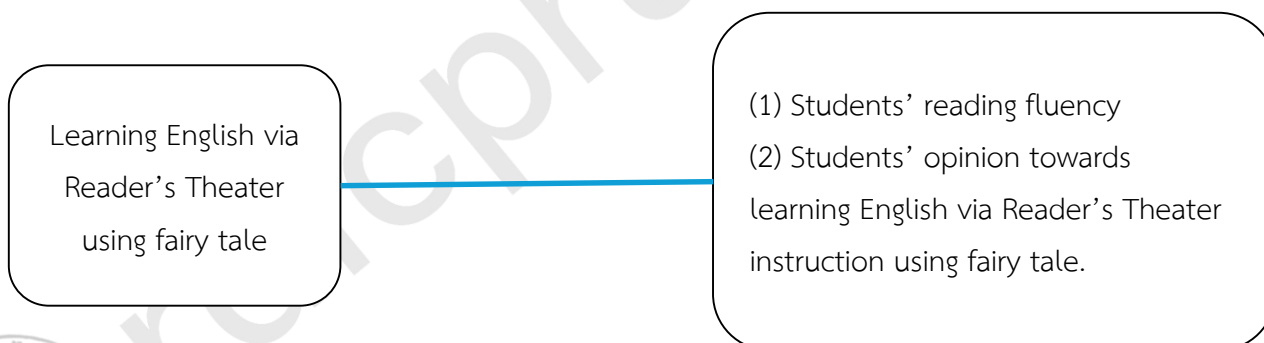 Learning English via
Reader’s Theater
using fairy tale
(1) Students’ reading fluency
(2) Students’ opinion towards
learning English via Reader’s Theater
instruction using fairy tale.